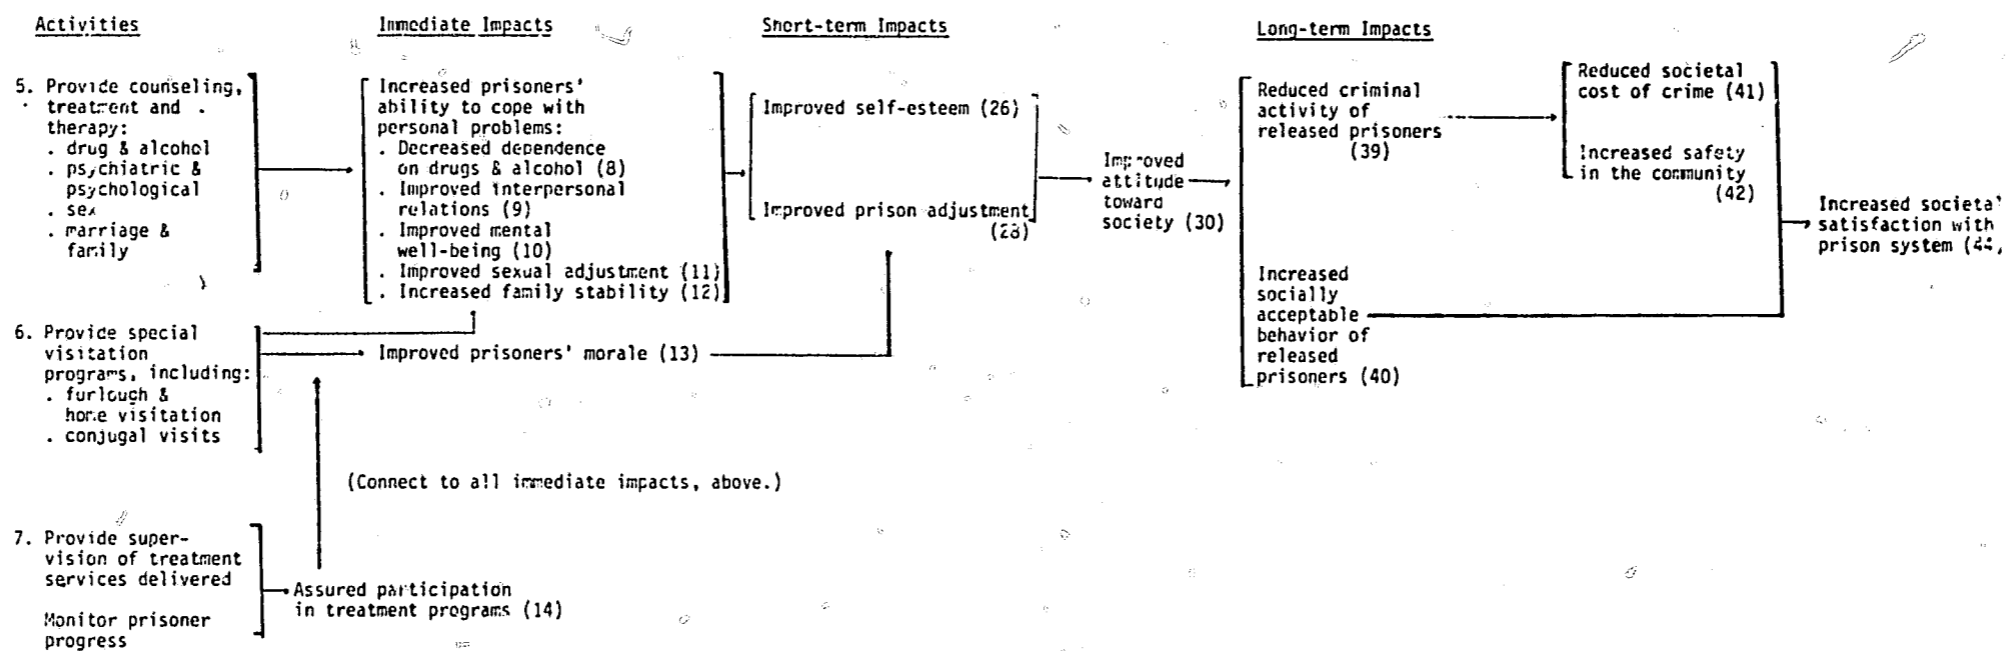 Activities
Immediate Impacts
Short-term Impacts
Long-term Impacts
5. Provide counseling,
treatment and
therapy:
. drug & alcohol
. psychiatric &
psychological
. sex
. marriage &
family
Increased prisoners'
ability to cope with
personal problems:
. Decreased dependence
on drugs & alcohol (8)
. Improved interpersonal
relations (9)
. Improved mental
well-being (10)
. Improved sexual adjustment (11)
. Increased family stability (12)
Improved self-esteem (26)
Improved prison adjustment
(28)
Improved
attitude
toward
society (30)
Reduced criminal
activity of
released prisoners
(39)
Increased
socially
acceptable
behavior of
released
prisoners (40)
Reduced societal
cost of crime (41)
Increased safety
in the community
(42)
Increased societal
satisfaction with
prison system (44)
6. Provide special
visitation
programs, including:
. furlough &
home visitation
. conjugal visits
Improved prisoners' morale (13)
(Connect to all immediate impacts, above.)
7. Provide super-
vision of treatment
services delivered
Monitor prisoner
progress
Assured participation
in treatment programs (14)